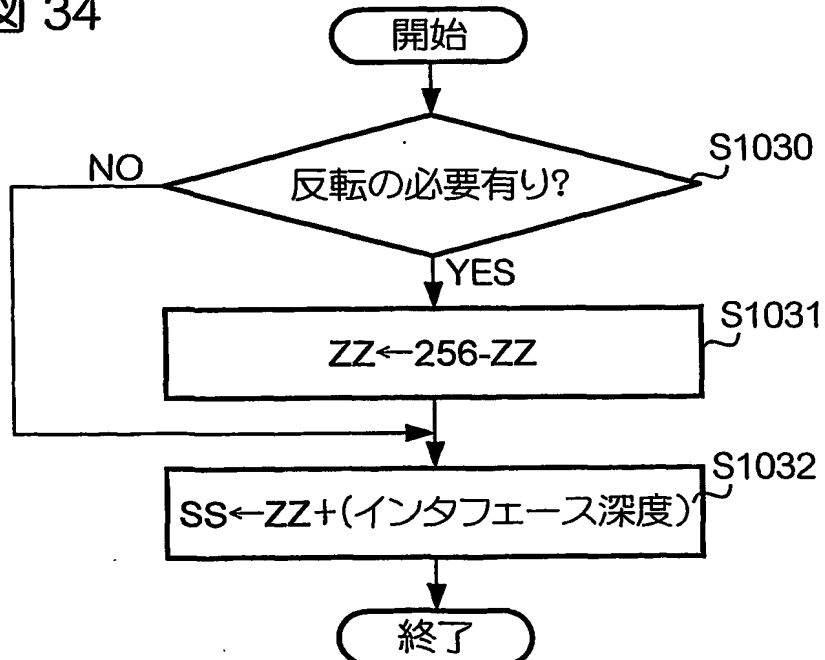 図 34
開始
S1030
反転の必要有り?
NO
YES
S1031
ZZ←256-ZZ
S1032
SS←ZZ+(インタフェース深度)
終了